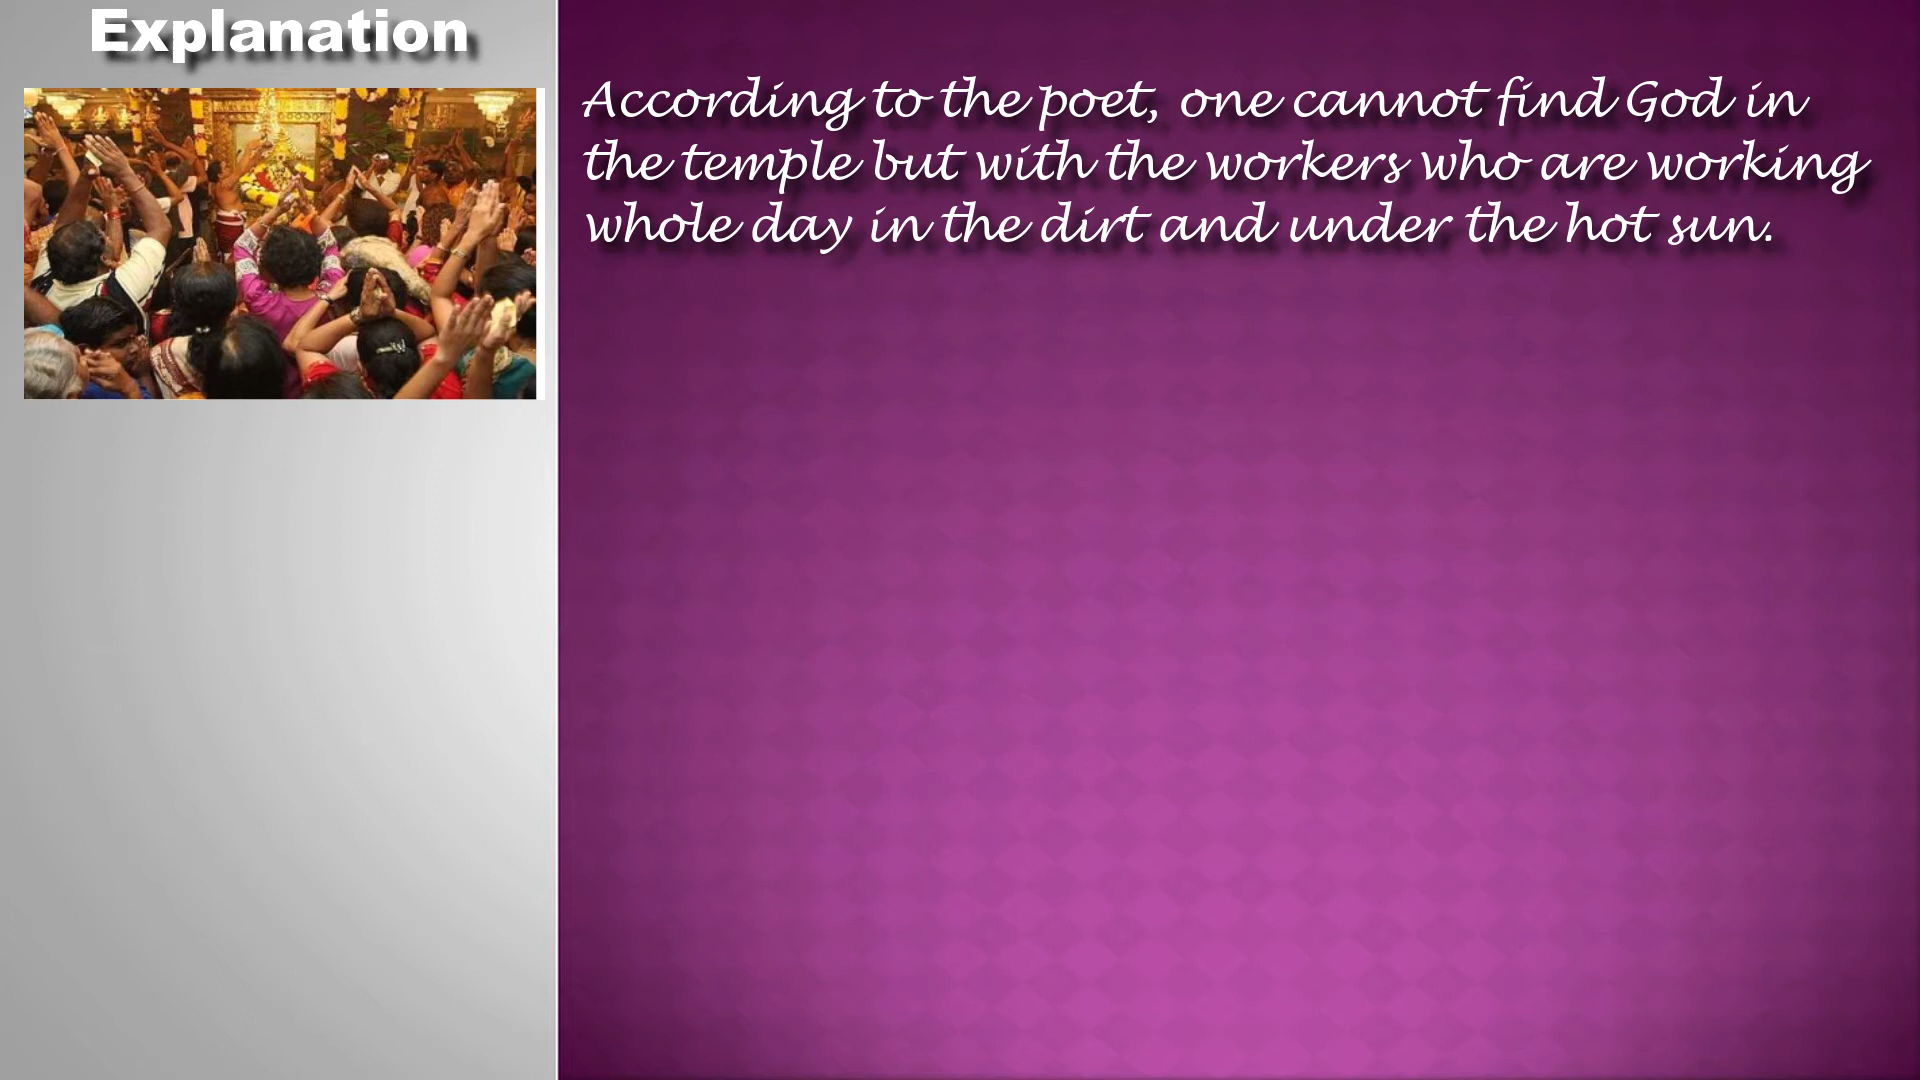 Explanation
According to the poet, one cannot find God in
the temple but with the workers who are working
whole day in the dirt and under the hot sun.